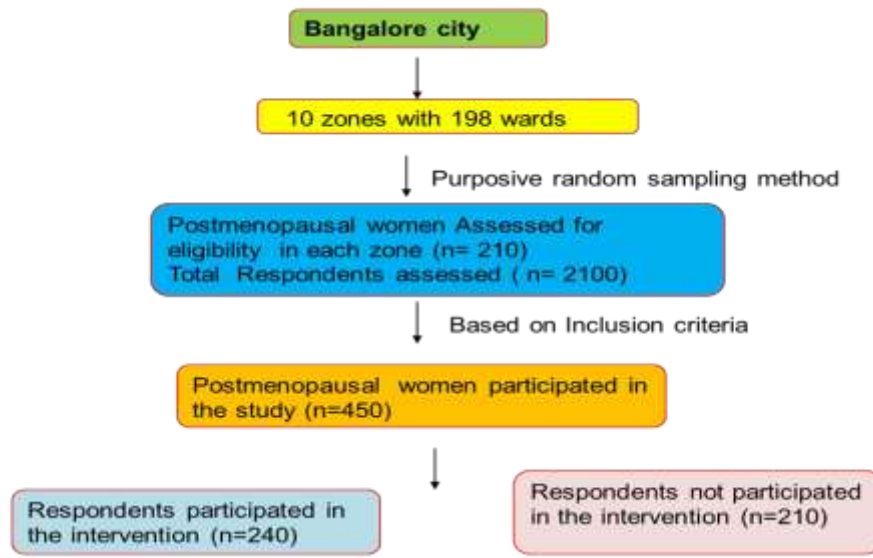 Bangalore city
10 zones with 198 wards
Purposive random sampling method
Postmenopausal women Assessed for
eligibility in each zone (n= 210)
Total Respondents assessed ( n= 2100)
Based on Inclusion criteria
Postmenopausal women participated in
the study (n=450)
Respondents participated in
the intervention (n=240)
Respondents not participated
in the intervention (n=210)